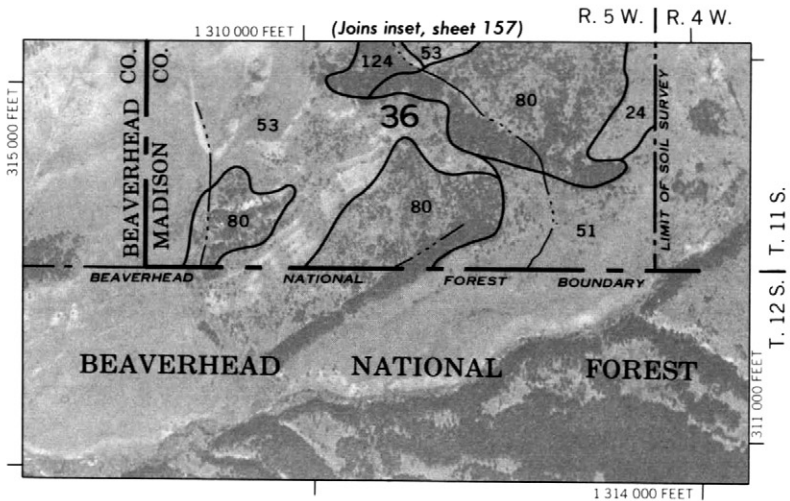 R. 5 W. R. 4 W.
1 310 000 FEET
(Joins inset, sheet 157)
315 000 FEET
BEAVERHEAD CO.
MADISON CO.
53
124
53
36
80
24
LIMIT OF SOIL SURVEY
T. 11 S.
80
80
51
BEAVERHEAD NATIONAL FOREST BOUNDARY
T. 12 S.
BEAVERHEAD NATIONAL FOREST
311 000 FEET
1 314 000 FEET